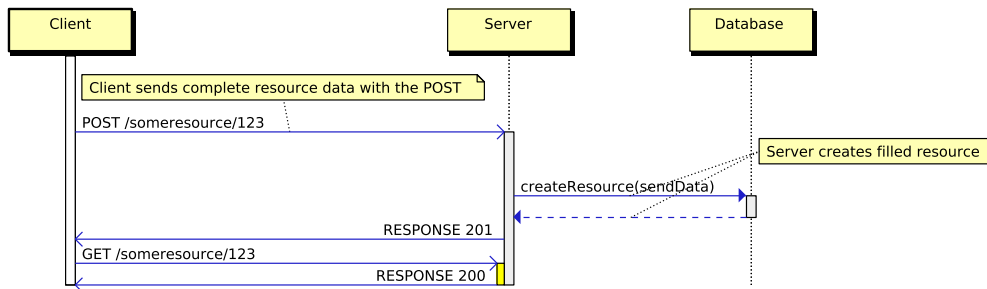 Client
Server
Database
Client sends complete resource data with the POST
POST /someresource/123
Server creates filled resource
createResource(sendData)
RESPONSE 201
GET /someresource/123
RESPONSE 200